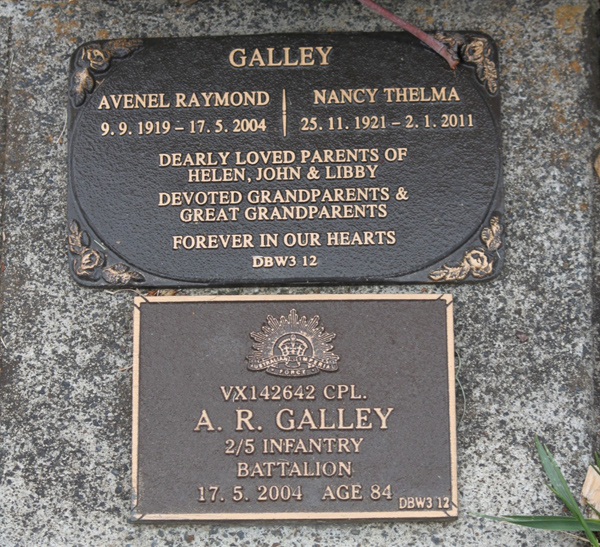 GALLEY
AVENEL RAYMOND
9. 9. 1919 – 17. 5. 2004
NANCY THELMA
25. 11. 1921 – 2. 1. 2011
DEARLY LOVED PARENTS OF
HELEN, JOHN & LIBBY
DEVOTED GRANDPARENTS &
GREAT GRANDPARENTS
FOREVER IN OUR HEARTS
DBW3 12
FORCE
VX142642 CPL.
A. R. GALLEY
2/5 INFANTRY
BATTALION
17. 5. 2004 AGE 84
DBW3 12